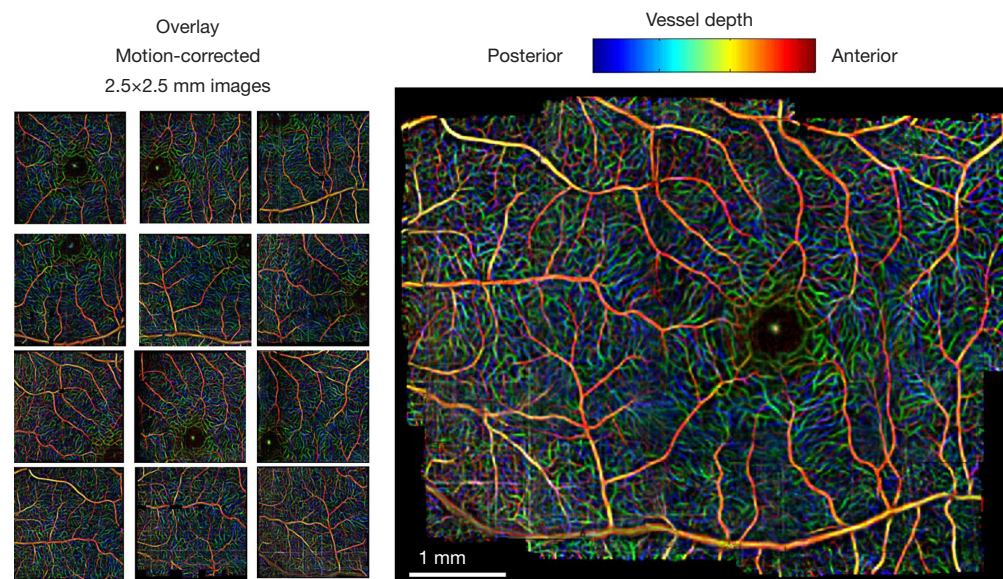 Overlay
Motion-corrected
2.5×2.5 mm images
Vessel depth
Posterior
Anterior
1 mm